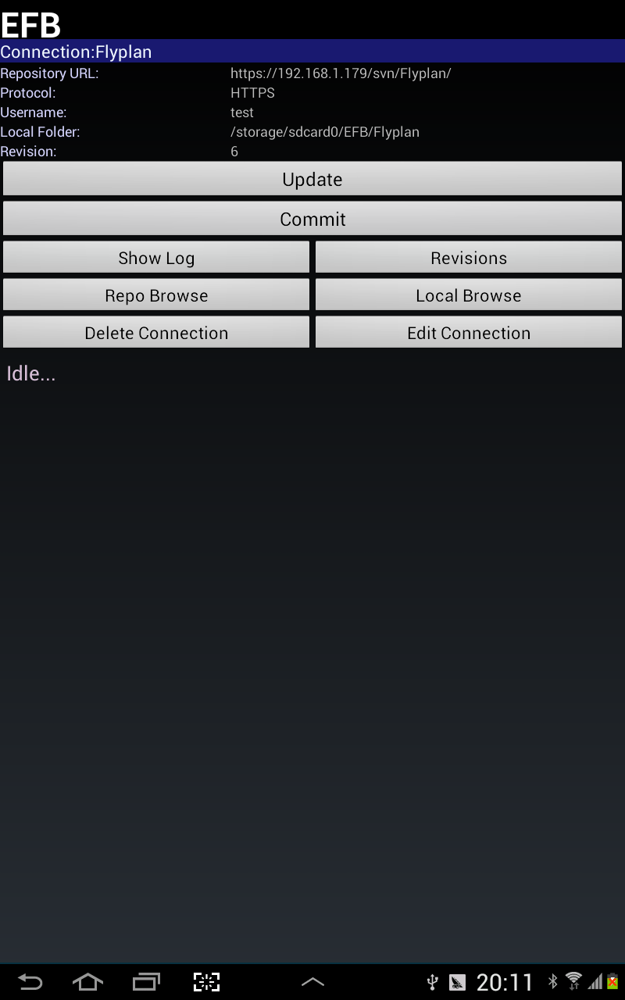 EFB
Connection:Flyplan
Repository URL: https://192.168.1.179/svn/Flyplan/
Protocol: HTTPS
Username: test
Local Folder: /storage/sdcard0/EFB/Flyplan
Revision: 6
Update
Commit
Show Log Revisions
Repo Browse Local Browse
Delete Connection Edit Connection
Idle...
20:11